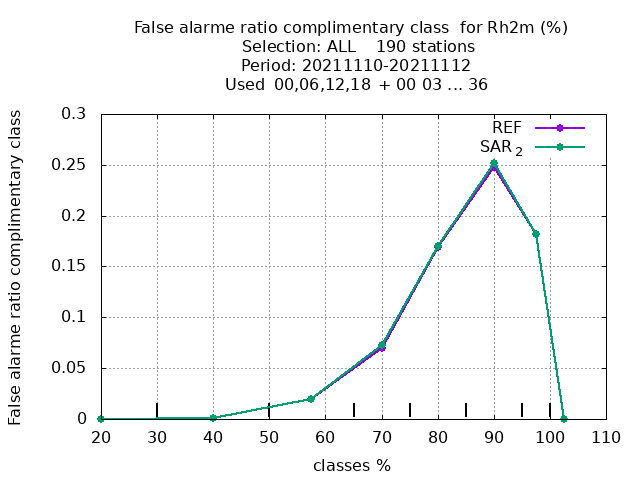 False alarme ratio complimentary class  for Rh2m (%)
Selection: ALL    190 stations
Period: 20211110-20211112
Used  00,06,12,18  + 00 03 ... 36
False alarme ratio complimentary class
0.3
0.25
0.2
0.15
0.1
0.05
0
REF
SAR 2
20 30 40 50 60 70 80 90 100 110
classes %